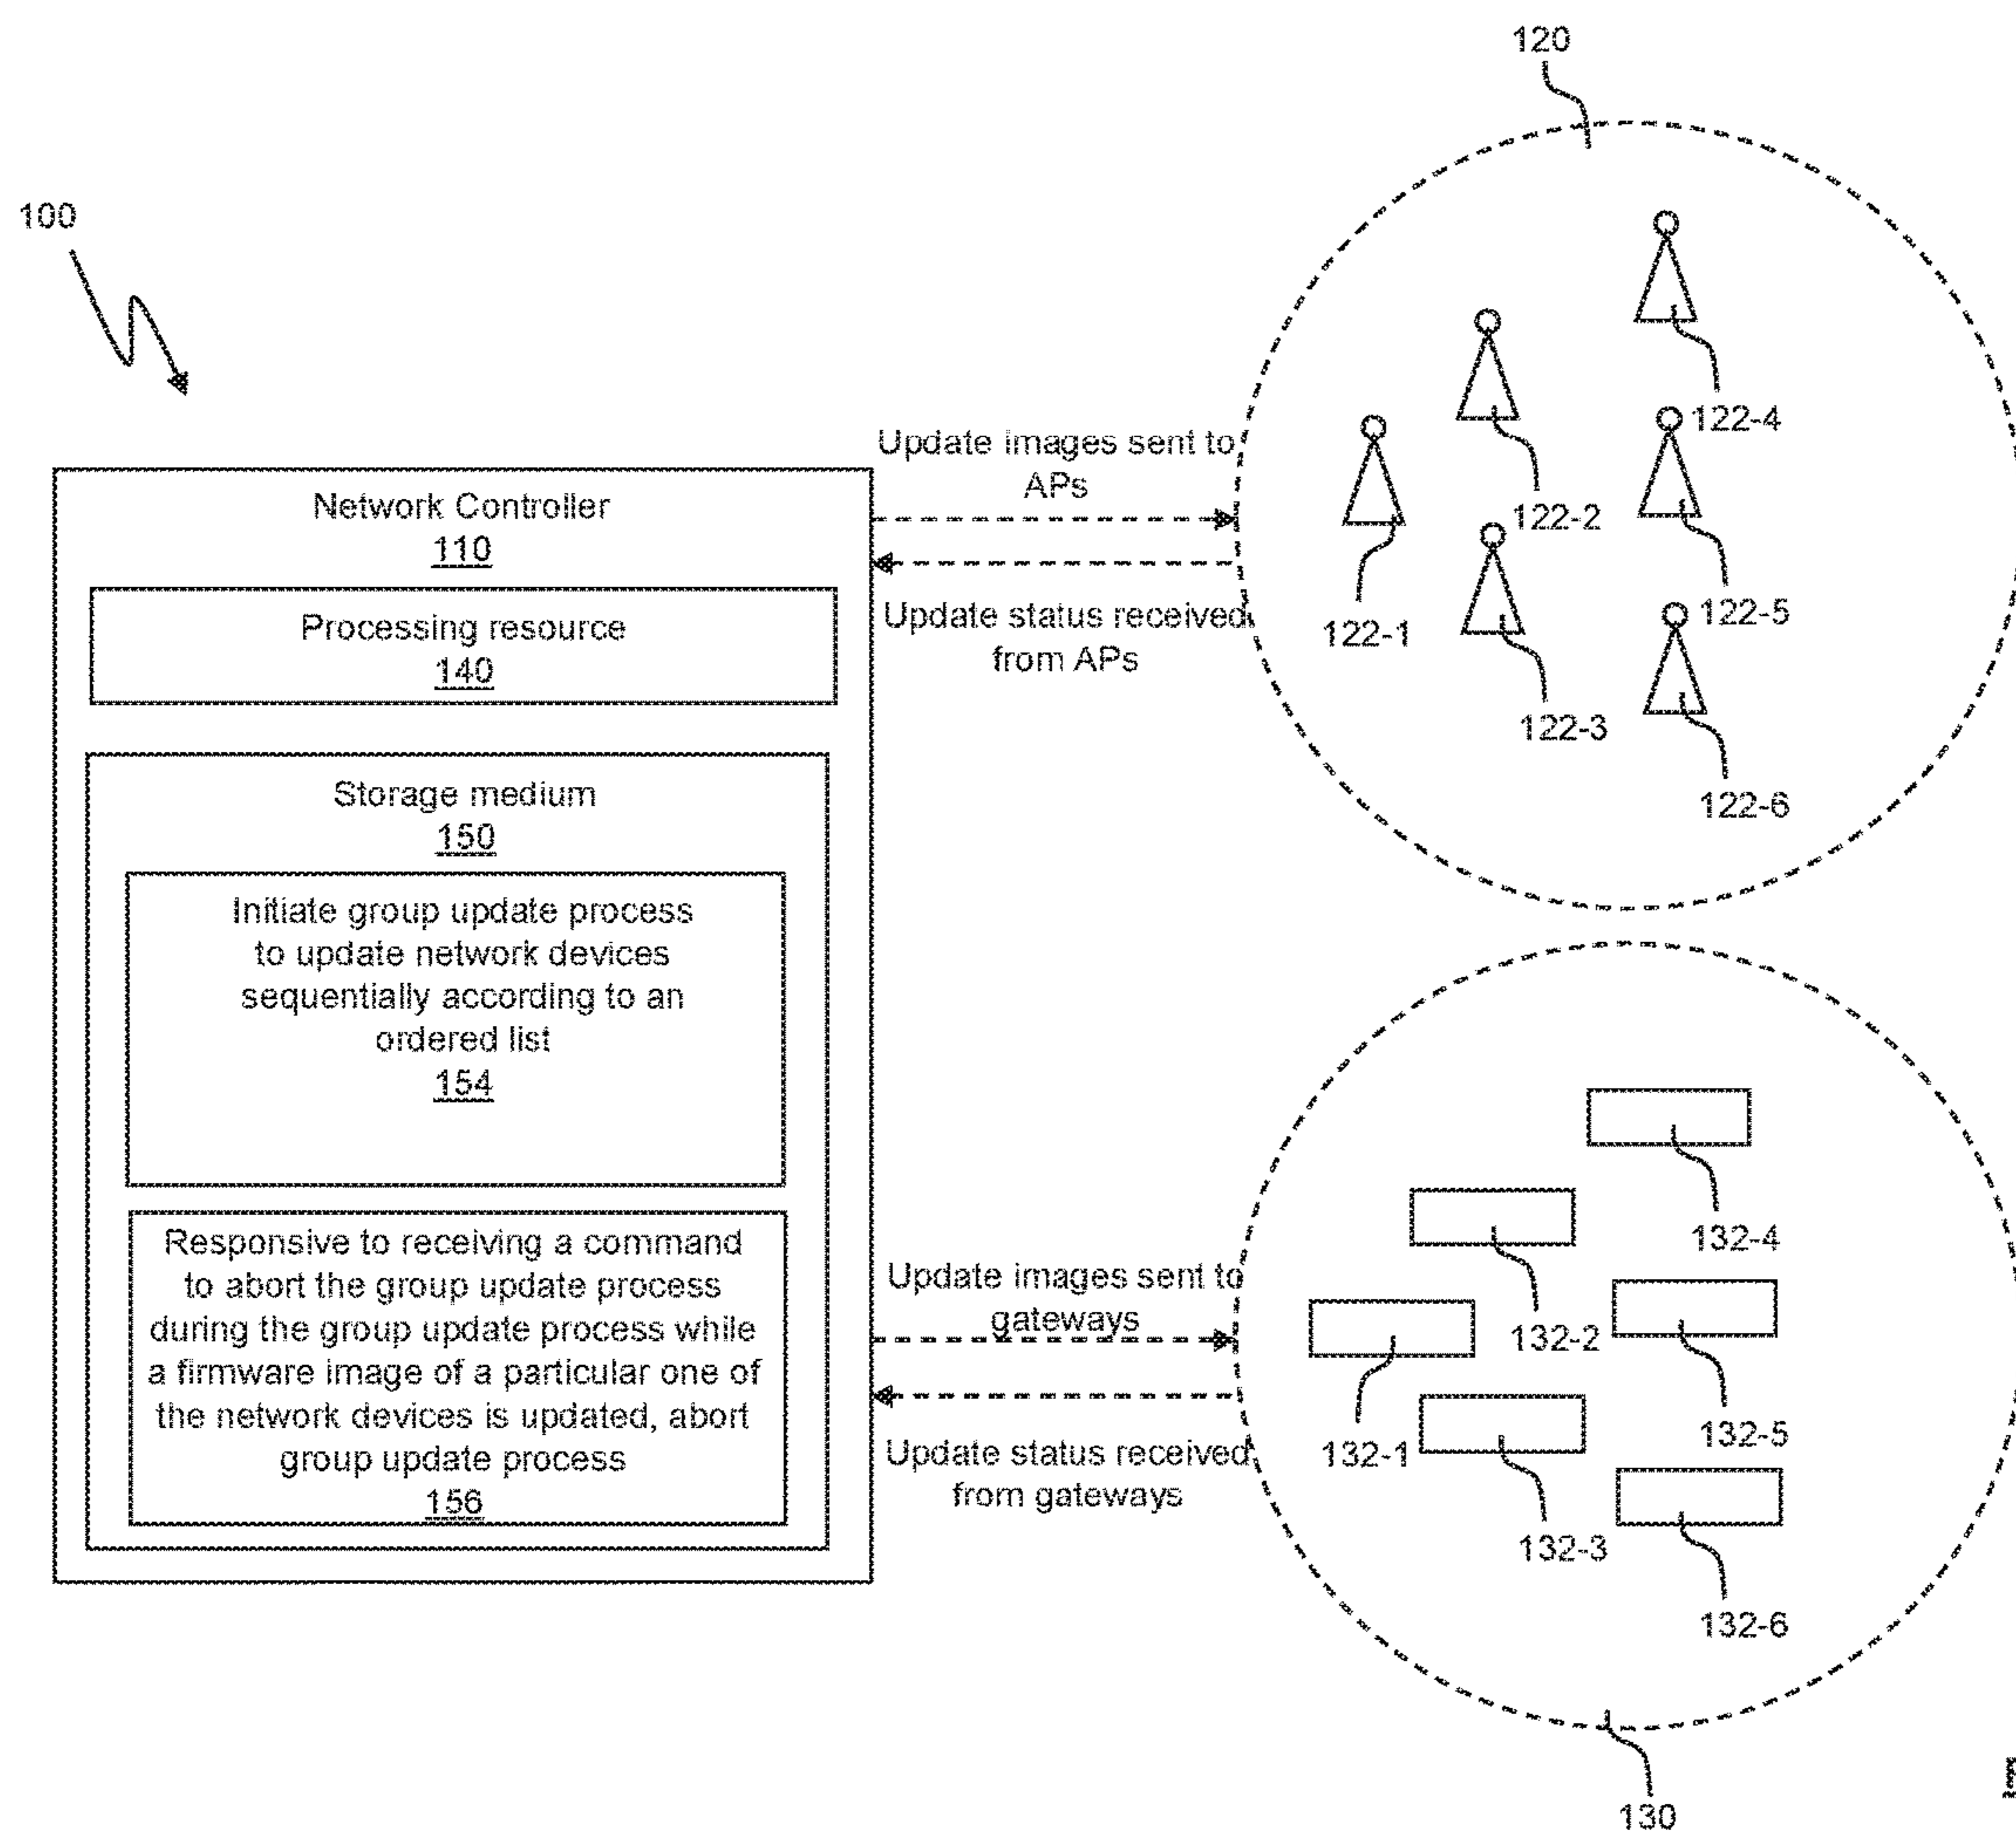 100
Network Controller
110
Processing resource
140
Storage medium
150
Initiate group update process
to update network devices
sequentially according to an
ordered list
154
Responsive to receiving a command
to abort the group update process
during the group update process while
a firmware image of a particular one of
the network devices is updated, abort
group update process
156
Update images sent to
APs
Update status received
from APs
120
122-4
122-2
122-1
122-5
122-3
122-6
Update images sent to
gateways
Update status received
from gateways
132-4
132-2
132-5
132-1
132-3
132-6
130